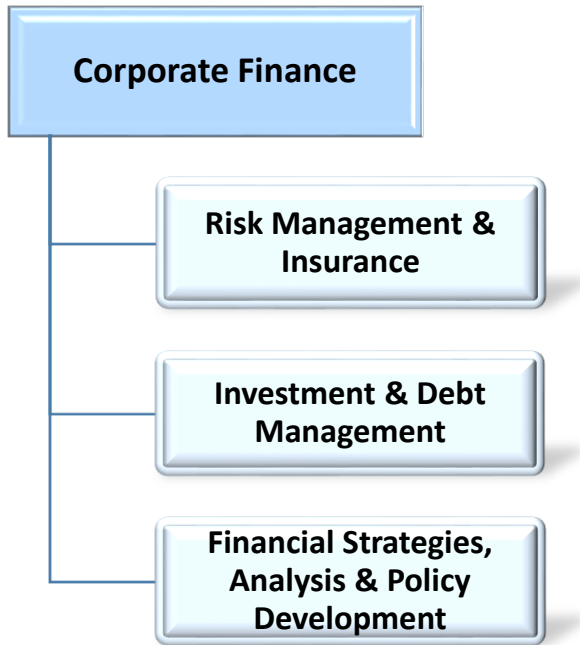 Corporate Finance
Risk Management &
Insurance
Investment & Debt
Management
Financial Strategies,
Analysis & Policy
Development